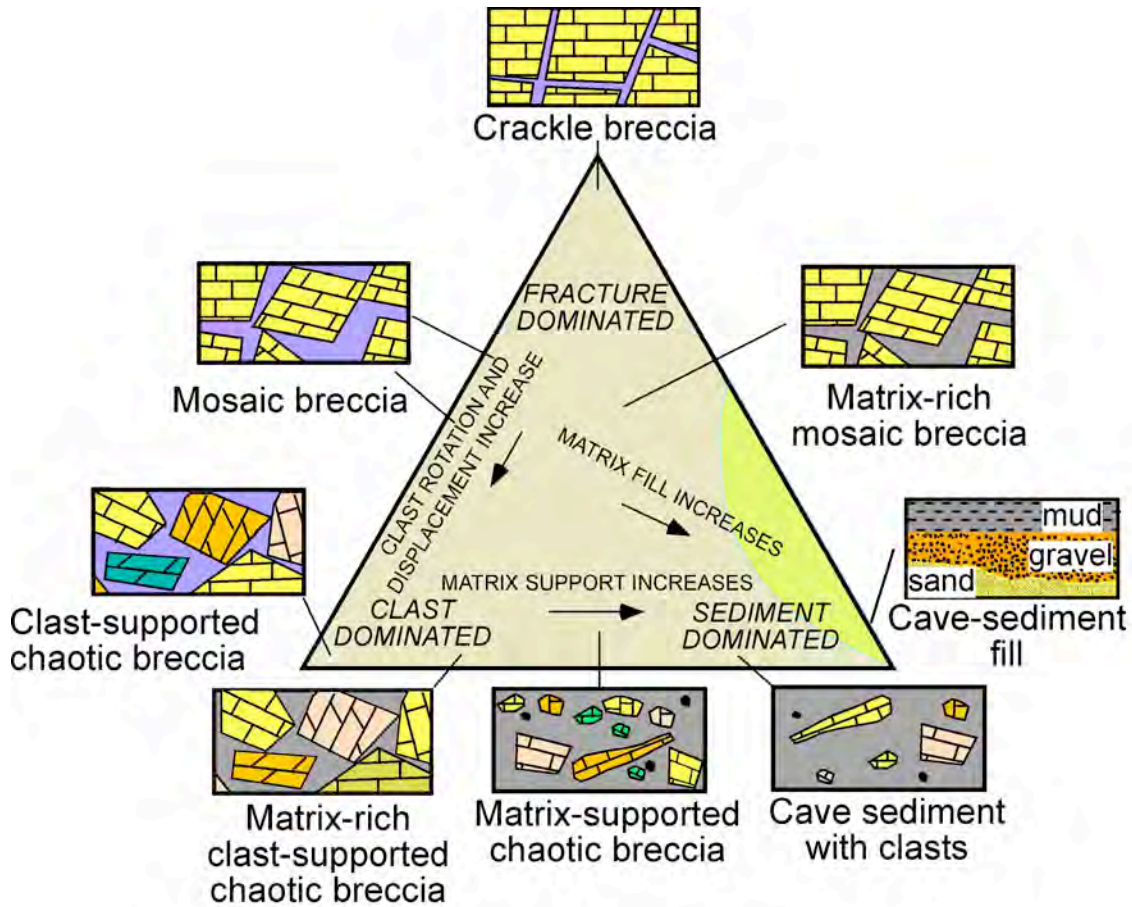 Crackle breccia
FRACTURE
DOMINATED
Mosaic breccia
Matrix-rich
mosaic breccia
CLAST ROTATION AND
DISPLACEMENT INCREASE
MATRIX FILL INCREASES
mud
gravel
sand
Cave-sediment
fill
MATRIX SUPPORT INCREASES
CLAST
DOMINATED
SEDIMENT
DOMINATED
Clast-supported
chaotic breccia
Matrix-rich
clast-supported
chaotic breccia
Matrix-supported
chaotic breccia
Cave sediment
with clasts